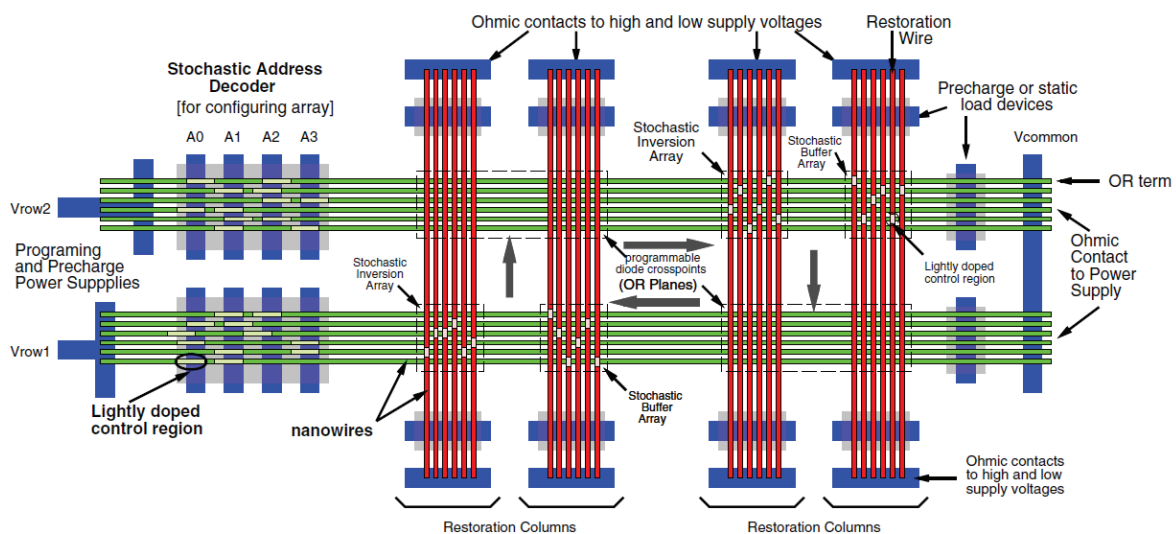 Ohmic contacts to high and low supply voltages
Restoration
Wire
Stochastic Address
Decoder
[for configuring array]
Precharge or static
load devices
A0 A1 A2 A3
Stochastic
Inversion
Array
Stochastic
Buffer
Array
Vcommon
OR term
Vrow2
Programing
and Precharge
Power Suppplies
Stochastic
Inversion
Array
programmable
diode crosspoints
(OR Planes)
Lightly doped
control region
Ohmic
Contact
to Power
Supply
Vrow1
Lightly doped
control region
nanowires
Stochastic
Buffer
Array
Ohmic contacts
to high and low
supply voltages
Restoration Columns
Restoration Columns